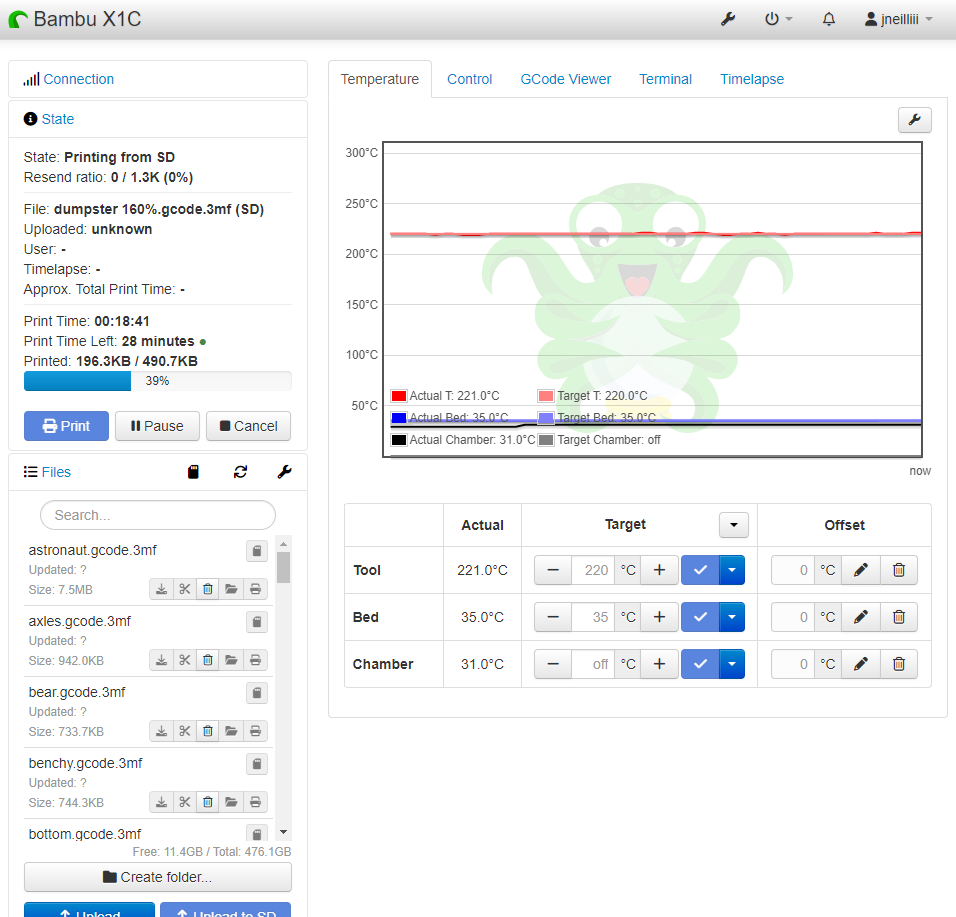 Bambu X1C
jneilliii
Connection
State
State: Printing from SD
Resend ratio: 0 / 1.3K (0%)
File: dumpster 160%.gcode.3mf (SD)
Uploaded: unknown
User: -
Timelapse: -
Approx. Total Print Time: -
Print Time: 00:18:41
Print Time Left: 28 minutes
Printed: 196.3KB / 490.7KB
39%
Print Pause Cancel
Files
Search...
astronaut.gcode.3mf
Updated: ?
Size: 7.5MB
axles.gcode.3mf
Updated: ?
Size: 942.0KB
bear.gcode.3mf
Updated: ?
Size: 733.7KB
benchy.gcode.3mf
Updated: ?
Size: 744.3KB
bottom.gcode.3mf
Free: 11.4GB / Total: 476.1GB
Create folder...
Upload Upload to SD
Temperature Control GCode Viewer Terminal Timelapse
300°C
250°C
200°C
150°C
100°C
50°C
Actual T: 221.0°C Target T: 220.0°C
Actual Bed: 35.0°C Target Bed: 35.0°C
Actual Chamber: 31.0°C Target Chamber: off
now
Actual Target Offset
Tool 221.0°C 220 °C 0 °C
Bed 35.0°C 35 °C 0 °C
Chamber 31.0°C off °C 0 °C